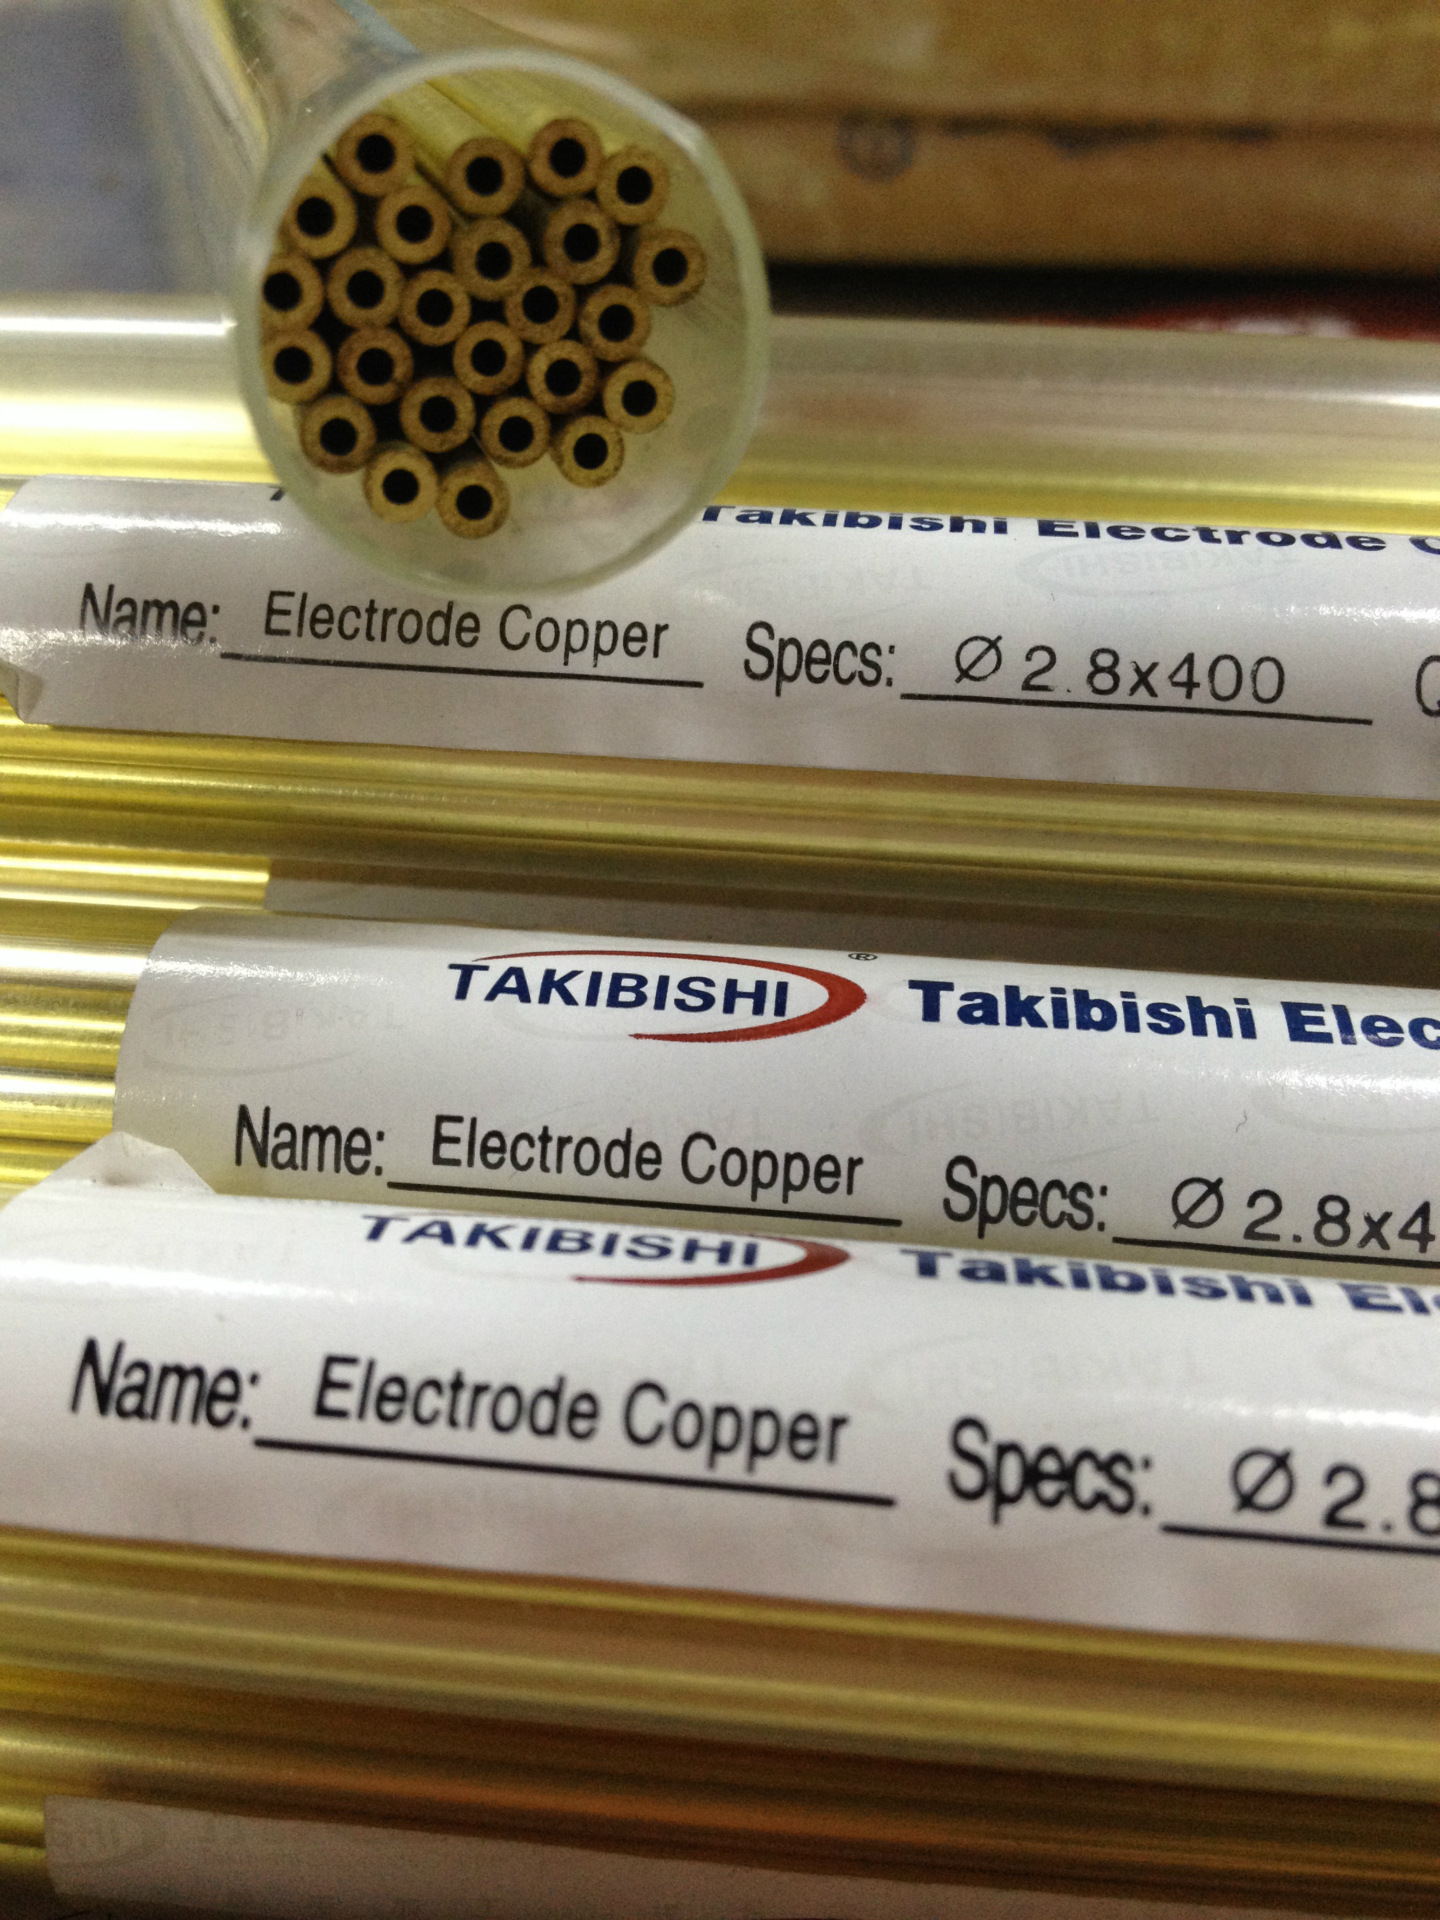 Takibishi Electrode
Name: Electrode Copper Specs: Ø 2.8x400
TAKIBISHI® Takibishi Elec
Name: Electrode Copper Specs: Ø 2.8x4
TAKIBISHI Takibishi El
Name: Electrode Copper Specs: Ø 2.8